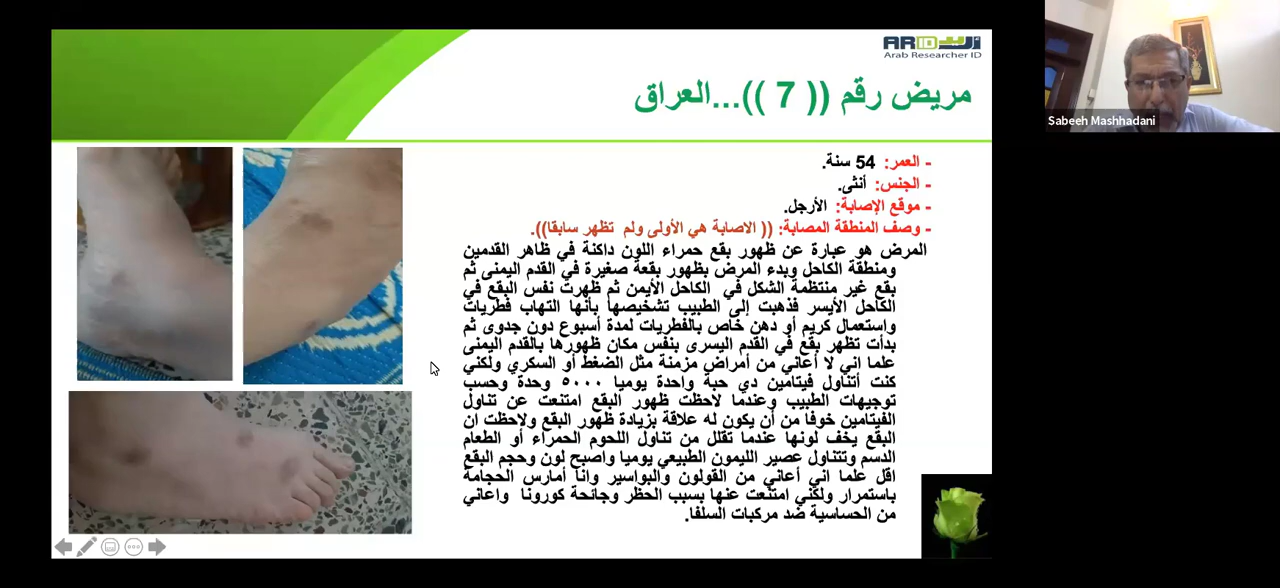 ARID أريد
Arab Researcher ID
مريض رقم (( 7 ))...العراق
Sabeeh Mashhadani
- العمر: 54 سنة.
- الجنس: أنثى.
- موقع الإصابة: الأرجل.
- وصف المنطقة المصابة: (( الاصابة هي الأولى ولم تظهر سابقا)).
المرض هو عبارة عن ظهور بقع حمراء اللون داكنة في ظاهر القدمين
ومنطقة الكاحل وبدء المرض بظهور بقعة صغيرة في القدم اليمنى ثم
بقع غير منتظمة الشكل في الكاحل الأيمن ثم ظهرت نفس البقع في
الكاحل الأيسر فذهبت إلى الطبيب تشخيصها بأنها التهاب فطريات
واستعمال كريم أو دهن خاص بالفطريات لمدة أسبوع دون جدوى ثم
بدأت تظهر بقع في القدم اليسرى بنفس مكان ظهورها بالقدم اليمنى
علما اني لا أعاني من أمراض مزمنة مثل الضغط أو السكري ولكني
كنت أتناول فيتامين دي حبة واحدة يوميا ٥٠٠٠ وحدة وحسب
توجيهات الطبيب وعندما لاحظت ظهور البقع امتنعت عن تناول
الفيتامين خوفا من أن يكون له علاقة بزيادة ظهور البقع ولاحظت ان
البقع يخف لونها عندما تقلل من تناول اللحوم الحمراء أو الطعام
الدسم وتتناول عصير الليمون الطبيعي يوميا واصبح لون وحجم البقع
اقل علما اني أعاني من القولون والبواسير وانا أمارس الحجامة
باستمرار ولكني امتنعت عنها بسبب الحظر وجائحة كورونا واعاني
من الحساسية ضد مركبات السلفا.